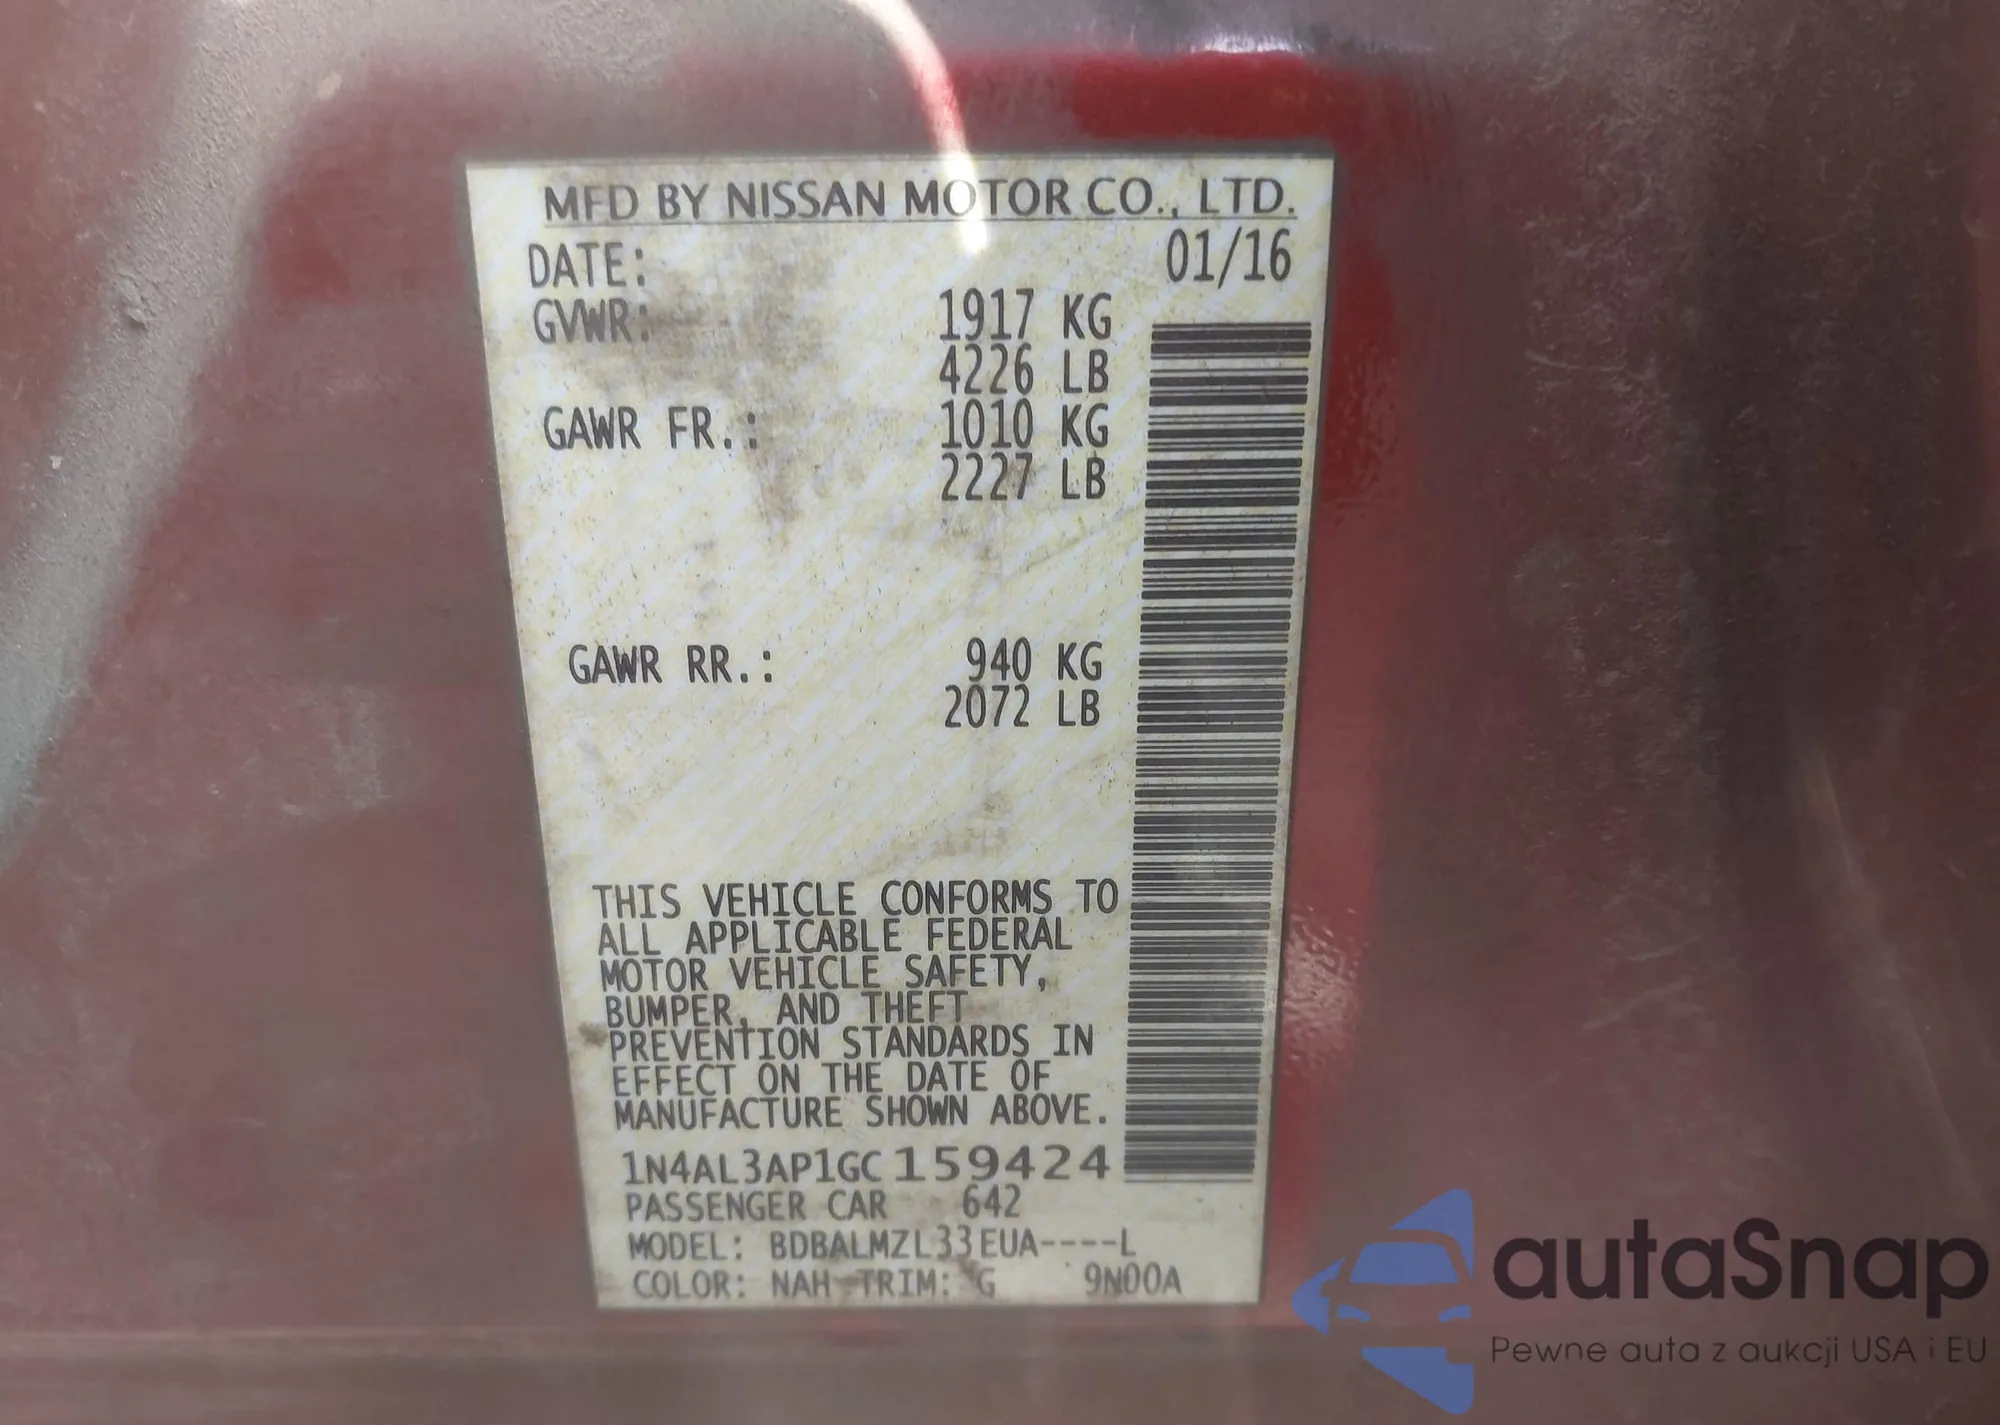 MFD BY NISSAN MOTOR CO., LTD.
DATE: 01/16
GVWR: 1917 KG
4226 LB
GAWR FR.: 1010 KG
2227 LB
GAWR RR.: 940 KG
2072 LB
THIS VEHICLE CONFORMS TO
ALL APPLICABLE FEDERAL
MOTOR VEHICLE SAFETY,
BUMPER, AND THEFT
PREVENTION STANDARDS IN
EFFECT ON THE DATE OF
MANUFACTURE SHOWN ABOVE.
1N4AL3AP1GC159424
PASSENGER CAR 642
MODEL: BDBALMZL33EUA----L
COLOR: NAH TRIM: G 9N00A
autaSnap
Pewne auta z aukcji USA i EU